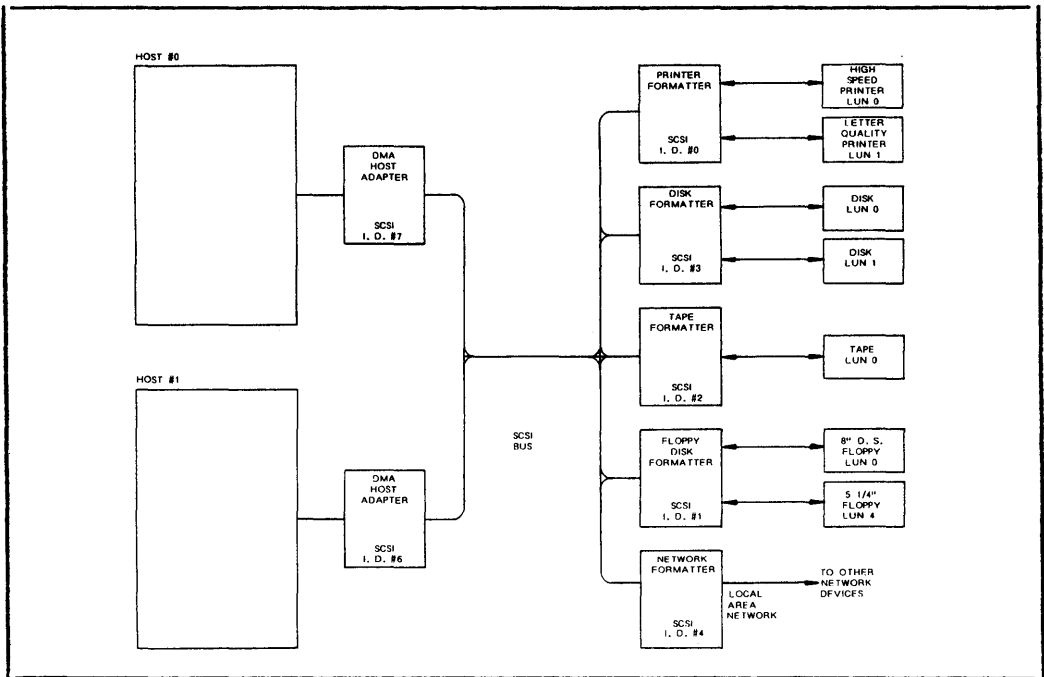 HOST #0
DMA
HOST
ADAPTER
SCSI
I. D. #7
HOST #1
DMA
HOST
ADAPTER
SCSI
I. D. #6
SCSI
BUS
PRINTER
FORMATTER
SCSI
I. D. #0
HIGH
SPEED
PRINTER
LUN 0
LETTER
QUALITY
PRINTER
LUN 1
DISK
FORMATTER
SCSI
I. D. #3
DISK
LUN 0
DISK
LUN 1
TAPE
FORMATTER
SCSI
I. D. #2
TAPE
LUN 0
FLOPPY
DISK
FORMATTER
SCSI
I. D. #1
8" D. S.
FLOPPY
LUN 0
5 1/4"
FLOPPY
LUN 4
NETWORK
FORMATTER
SCSI
I. D. #4
LOCAL
AREA
NETWORK
TO OTHER
NETWORK
DEVICES